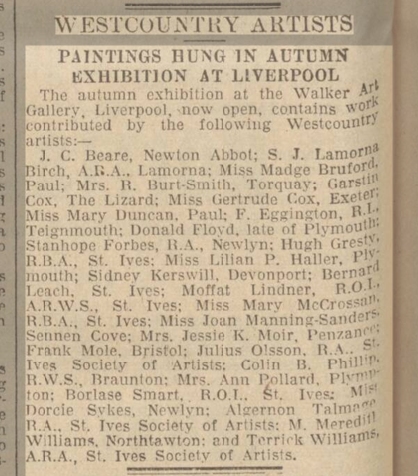 WESTCOUNTRY ARTISTS
PAINTINGS HUNG IN AUTUMN
EXHIBITION AT LIVERPOOL
The autumn exhibition at the Walker Art
Gallery, Liverpool, now open, contains work
contributed by the following Westcountry
artists:—
J. C. Beare, Newton Abbot; S. J. Lamorna
Birch, A.R.A., Lamorna; Miss Madge Bruford,
Paul; Mrs. R. Burt-Smith, Torquay; Garstin
Cox, The Lizard; Miss Gertrude Cox, Exeter;
Miss Mary Duncan, Paul; F. Eggington, R.I.,
Teignmouth; Donald Floyd, late of Plymouth;
Stanhope Forbes, R.A., Newlyn; Hugh Gresty,
R.B.A., St. Ives; Miss Lilian P. Haller, Ply-
mouth; Sidney Kerswill, Devonport; Bernard
Leach, St. Ives; Moffat Lindner, R.O.I.,
A.R.W.S., St. Ives; Miss Mary McCrossan,
R.B.A., St. Ives; Miss Joan Manning-Sanders,
Sennen Cove; Mrs. Jessie K. Moir, Penzance;
Frank Mole, Bristol; Julius Olsson, R.A., St.
Ives Society of Artists; Colin B. Phillip,
R.W.S., Braunton; Mrs. Ann Pollard, Plymp-
ton; Borlase Smart, R.O.I., St. Ives; Miss
Dorcie Sykes, Newlyn; Algernon Talmage,
R.A., St. Ives Society of Artists; M. Meredith
Williams, Northtawton; and Terrick Williams,
A.R.A., St. Ives Society of Artists.